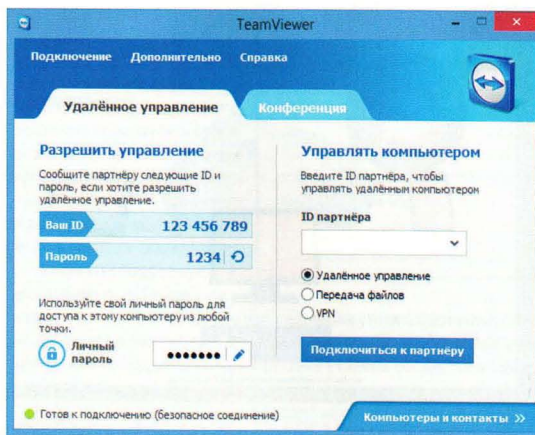 TeamViewer
Подключение Дополнительно Справка
Удалённое управление Конференция
Разрешить управление
Сообщите партнёру следующие ID и
пароль, если хотите разрешить
удалённое управление.
Ваш ID 123 456 789
Пароль 1234
Используйте свой личный пароль для
доступа к этому компьютеру из любой
точки.
Личный
пароль
Управлять компьютером
Введите ID партнёра, чтобы
управлять удалённым компьютером
ID партнёра
Удалённое управление
Передача файлов
VPN
Подключиться к партнёру
Готов к подключению (безопасное соединение)
Компьютеры и контакты >>